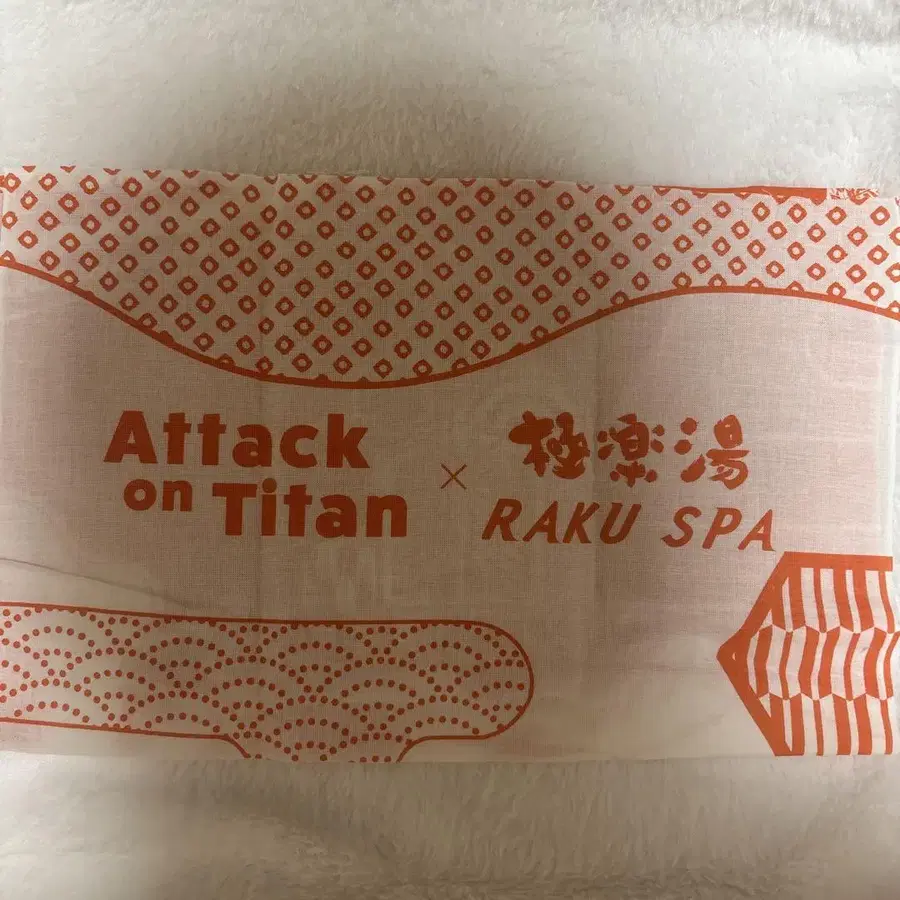 Attack
on Titan
×
極楽湯
RAKU SPA